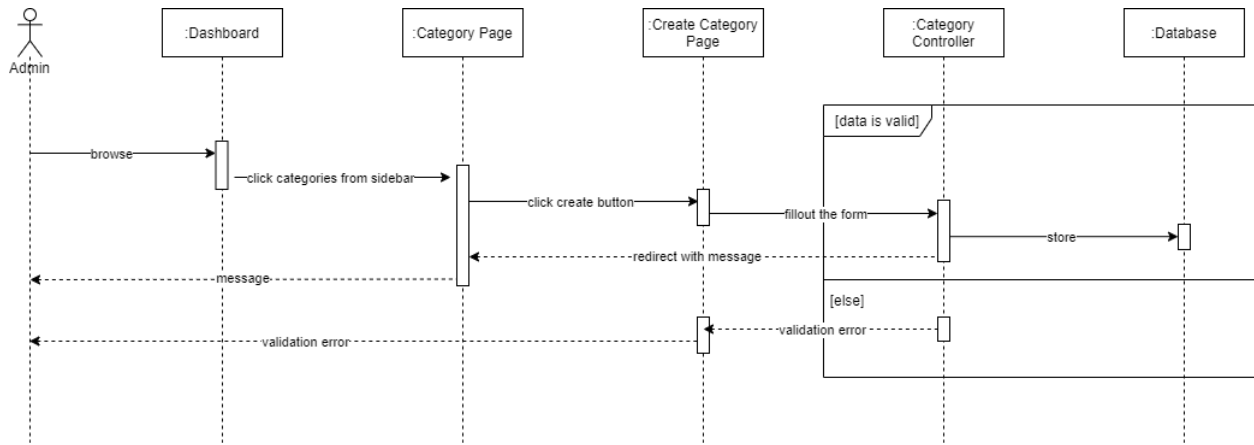 Admin
:Dashboard
:Category Page
:Create Category
Page
:Category
Controller
:Database
[data is valid]
browse
click categories from sidebar
click create button
fillout the form
store
redirect with message
message
[else]
validation error
validation error